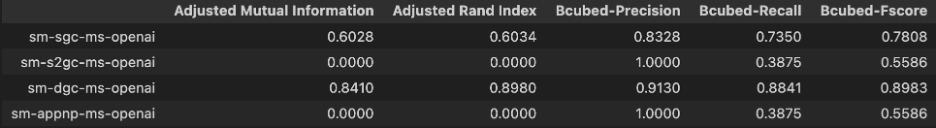 Adjusted Mutual Information Adjusted Rand Index Bcubed-Precision Bcubed-Recall Bcubed-Fscore
sm-sgc-ms-openai 0.6028 0.6034 0.8328 0.7350 0.7808
sm-s2gc-ms-openai 0.0000 0.0000 1.0000 0.3875 0.5586
sm-dgc-ms-openai 0.8410 0.8980 0.9130 0.8841 0.8983
sm-appnp-ms-openai 0.0000 0.0000 1.0000 0.3875 0.5586